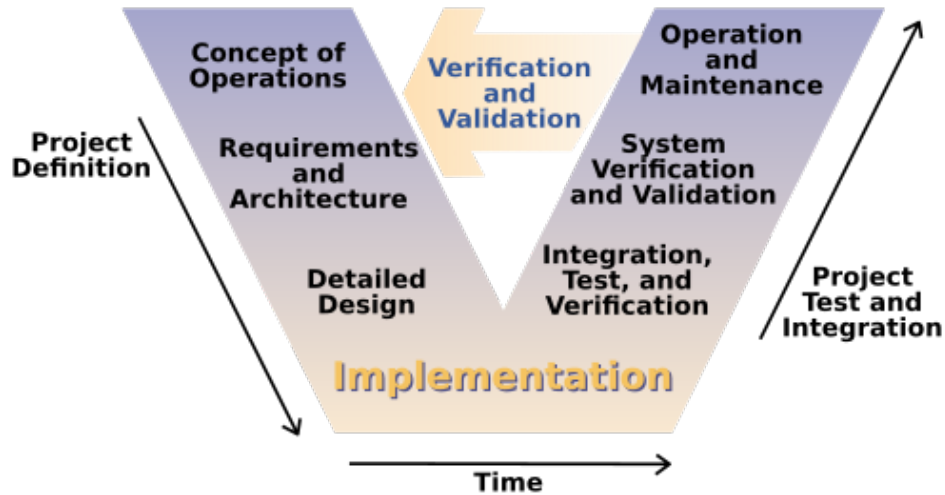 Concept of
Operations
Verification
and
Validation
Operation
and
Maintenance
Project
Definition
Requirements
and
Architecture
System
Verification
and Validation
Detailed
Design
Integration,
Test, and
Verification
Project
Test and
Integration
Implementation
Time